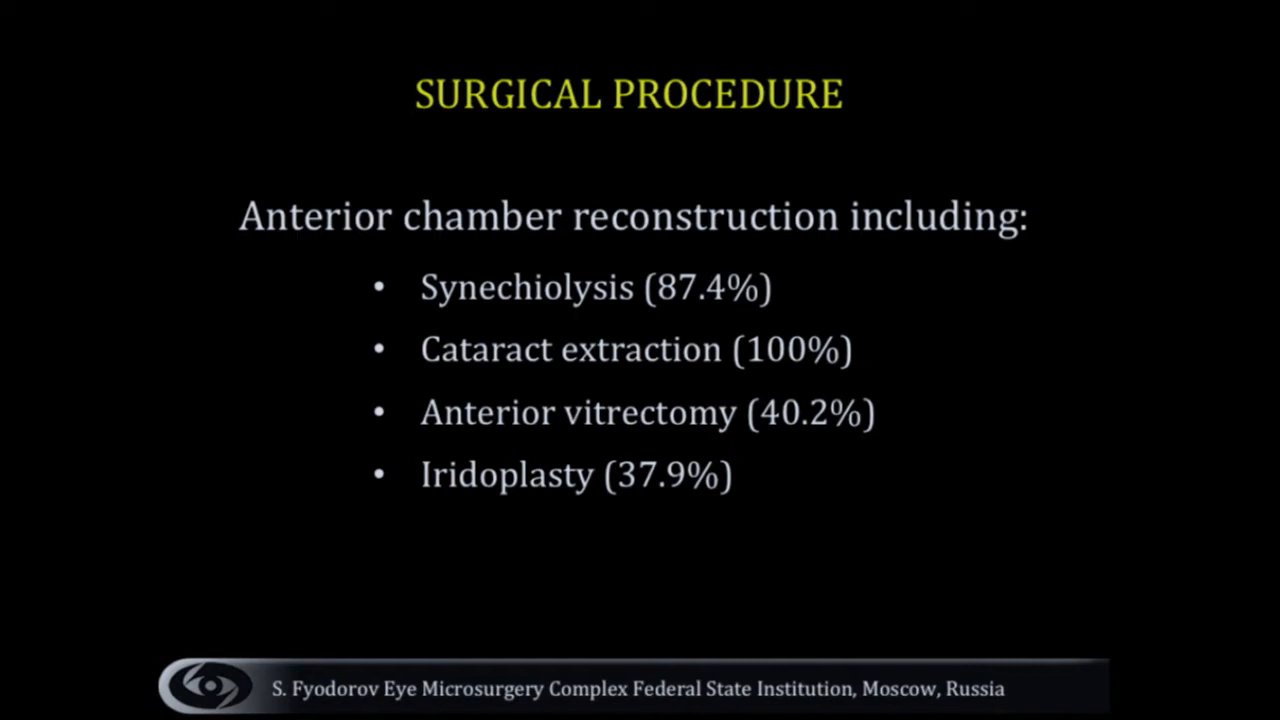 SURGICAL PROCEDURE
Anterior chamber reconstruction including:
• Synechiolysis (87.4%)
• Cataract extraction (100%)
• Anterior vitrectomy (40.2%)
• Iridoplasty (37.9%)
S. Fyodorov Eye Microsurgery Complex Federal State Institution, Moscow, Russia